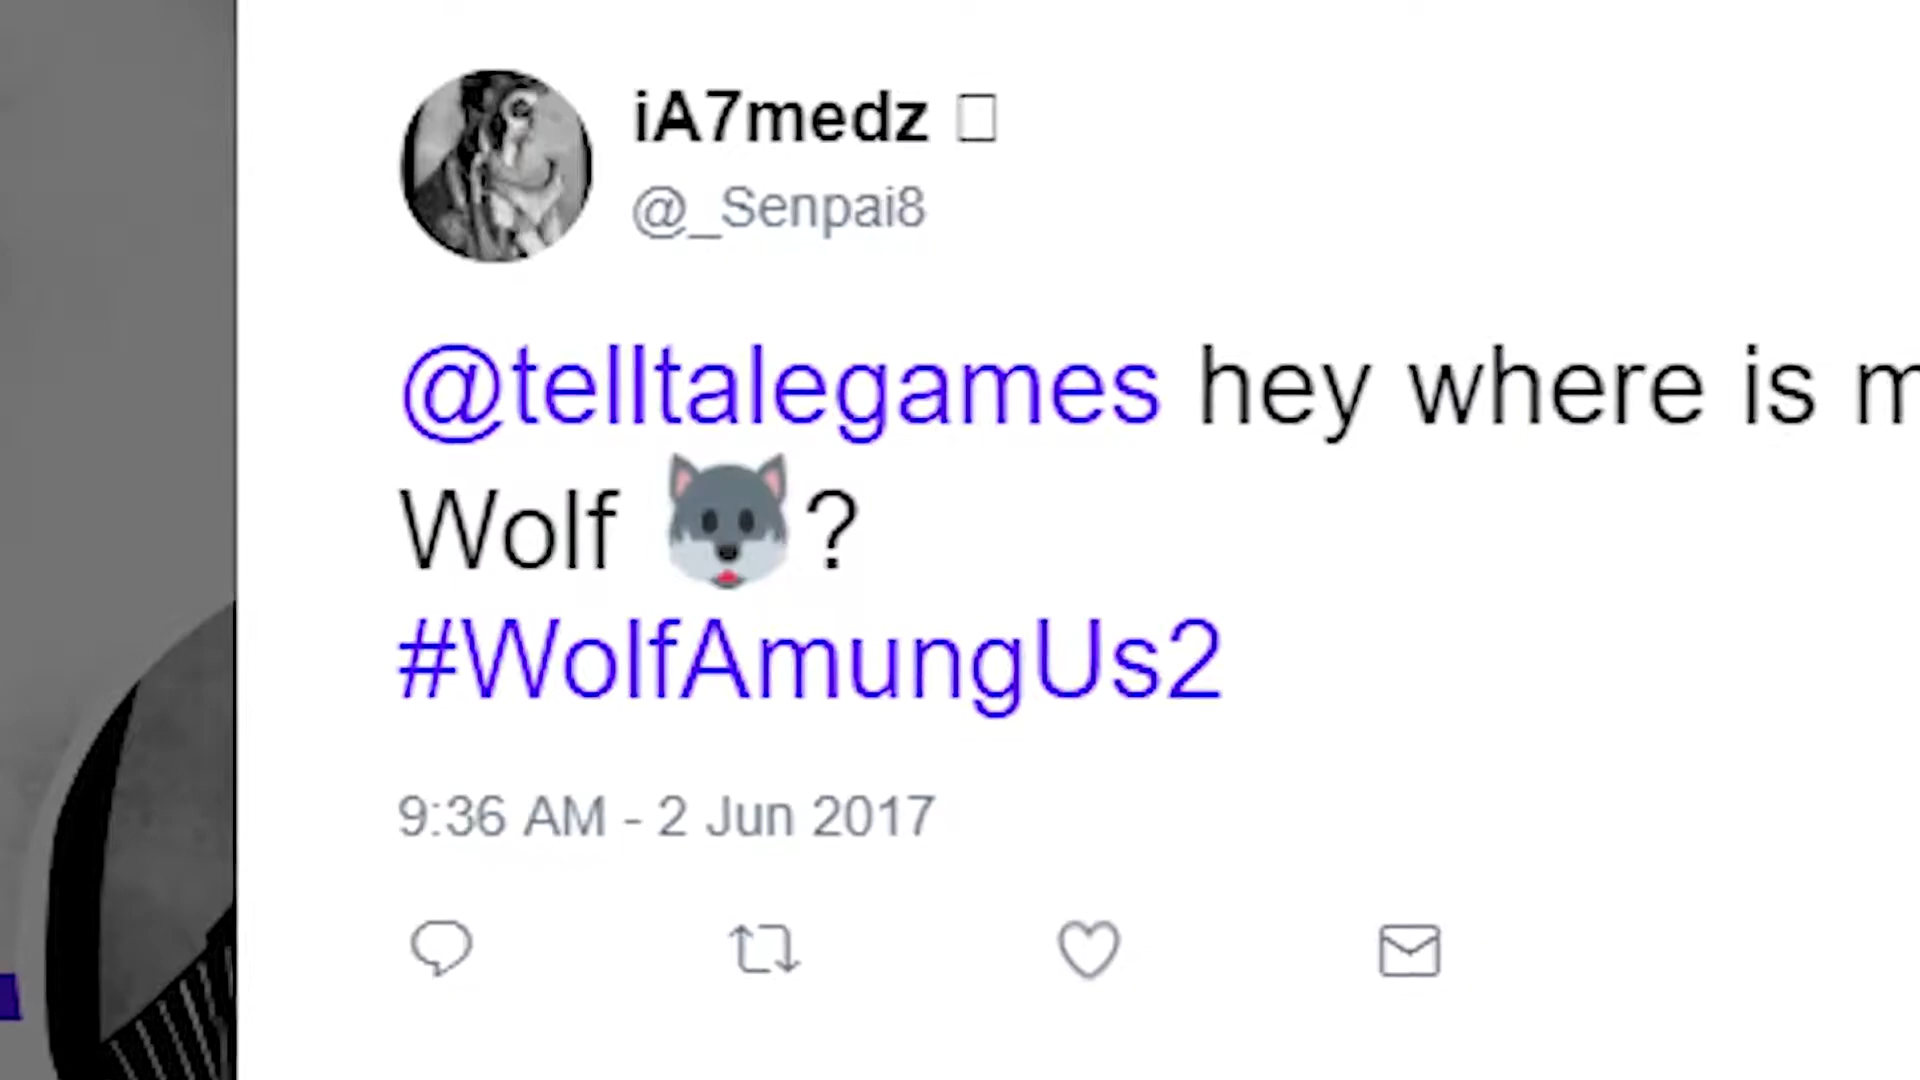 iA7medz
@_Senpai8
@telltalegames hey where is m
Wolf 🐺?
#WolfAmungUs2
9:36 AM - 2 Jun 2017